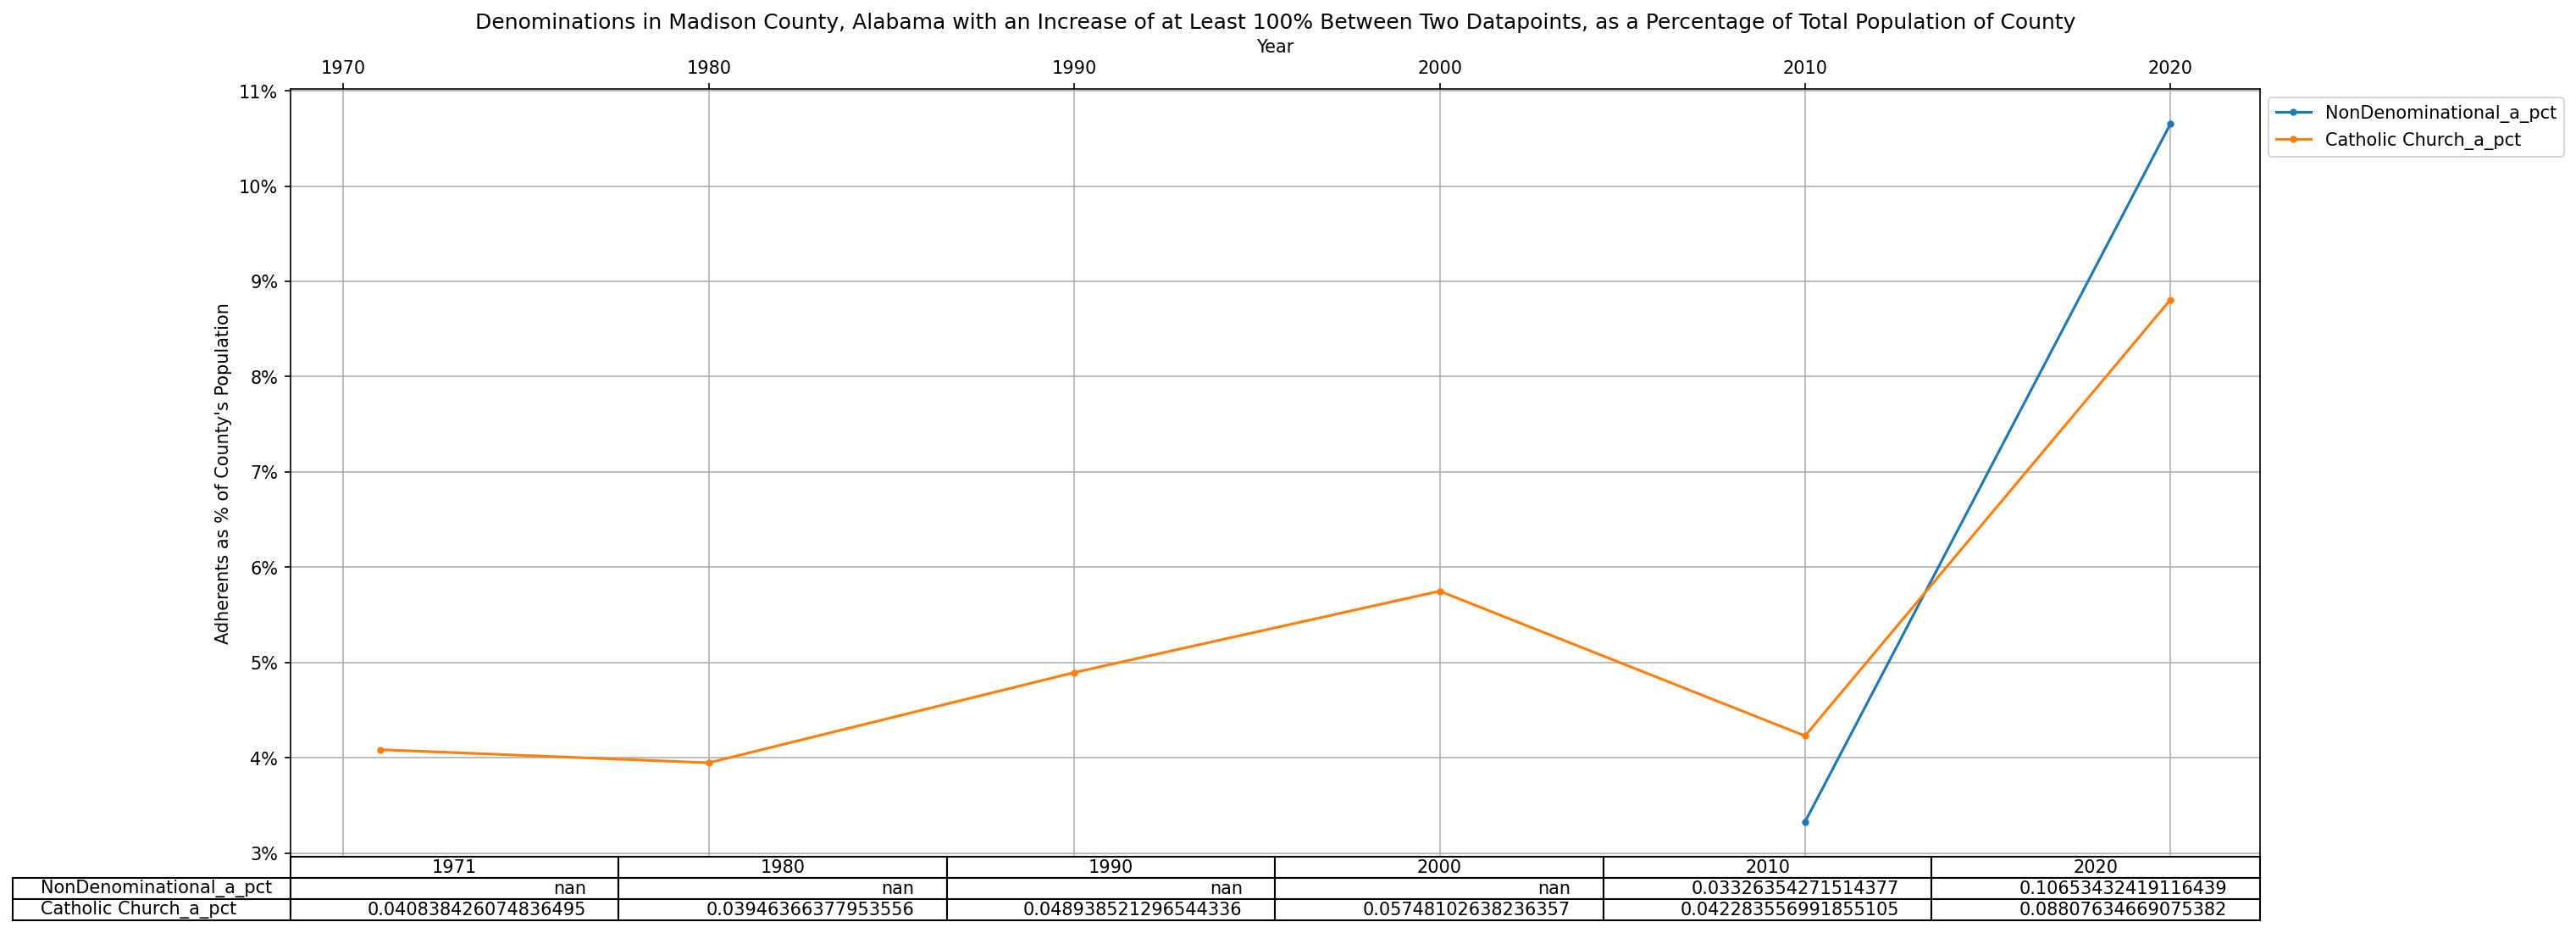 Denominations in Madison County, Alabama with an Increase of at Least 100% Between Two Datapoints, as a Percentage of Total Population of County
Year
1970 1980 1990 2000 2010 2020
11%
10%
9%
8%
7%
6%
5%
4%
3%
Adherents as % of County's Population
NonDenominational_a_pct
Catholic Church_a_pct
1971 1980 1990 2000 2010 2020
NonDenominational_a_pct nan nan nan nan 0.03326354271514377 0.10653432419116439
Catholic Church_a_pct 0.040838426074836495 0.03946366377953556 0.048938521296544336 0.05748102638236357 0.042283556991855105 0.08807634669075382